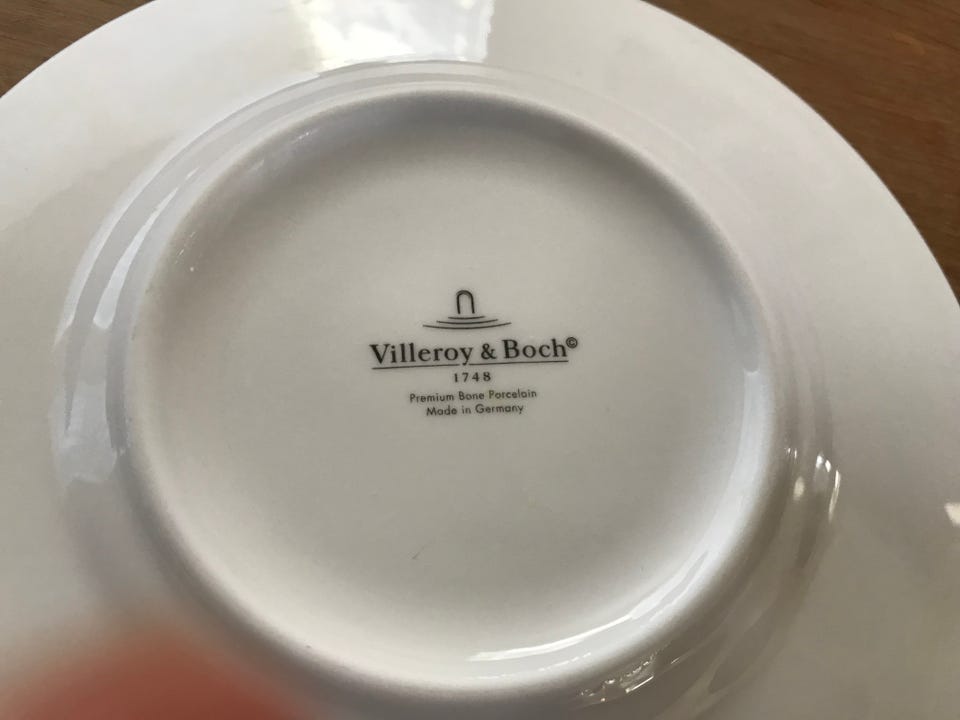 Villeroy & Boch©
1748
Premium Bone Porcelain
Made in Germany